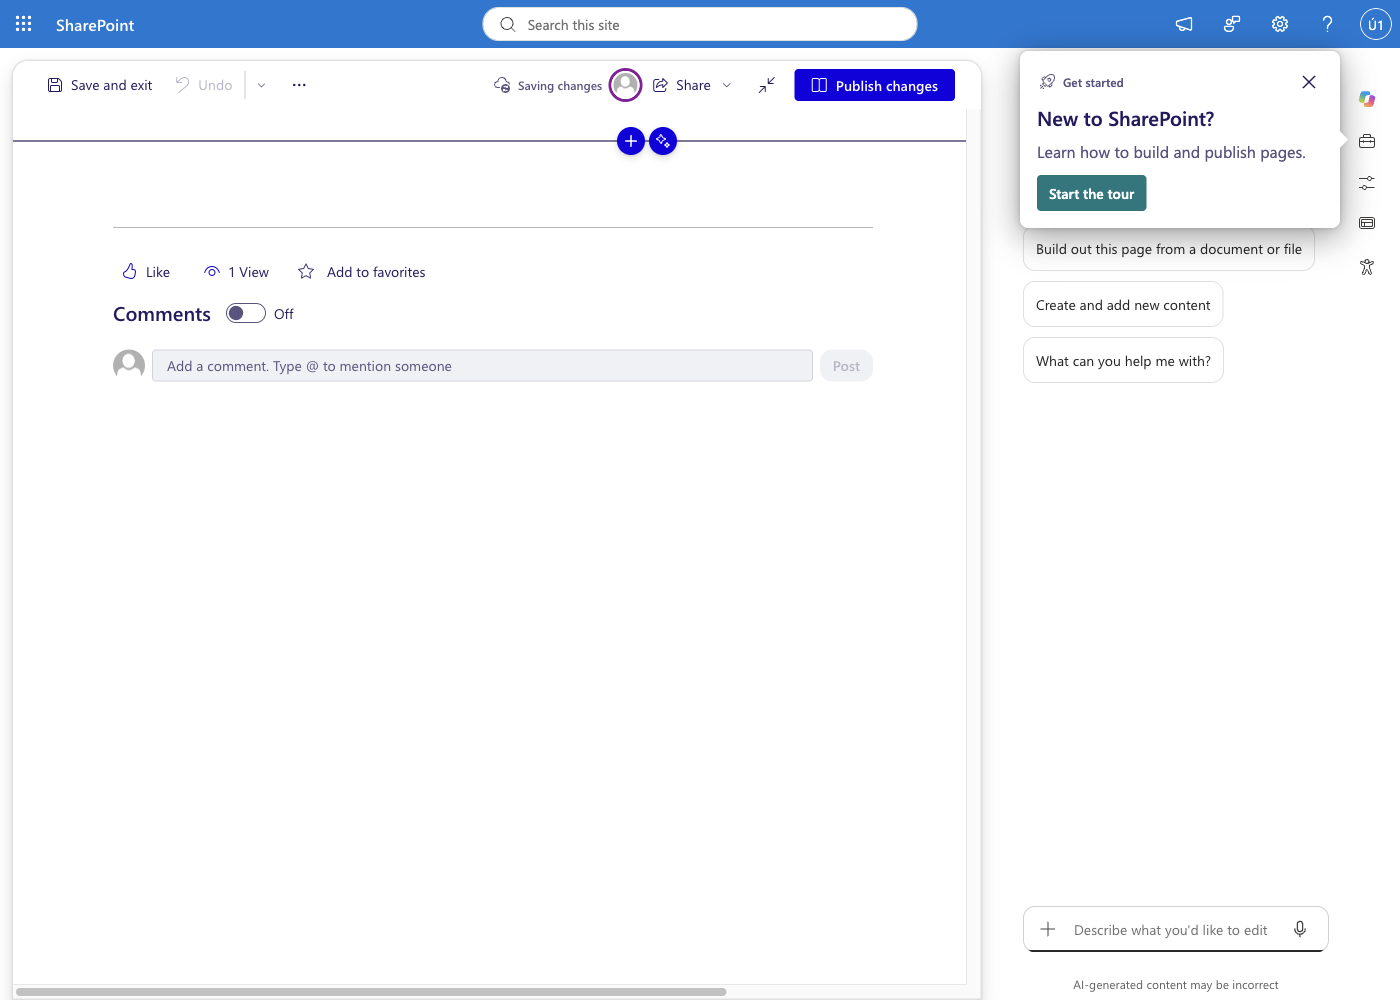 SharePoint
Search this site
Ú1
Save and exit
Undo
Saving changes
Share
Publish changes
Get started
New to SharePoint?
Learn how to build and publish pages.
Start the tour
Build out this page from a document or file
Create and add new content
What can you help me with?
Like
1 View
Add to favorites
Comments
Off
Add a comment. Type @ to mention someone
Post
Describe what you'd like to edit
AI-generated content may be incorrect